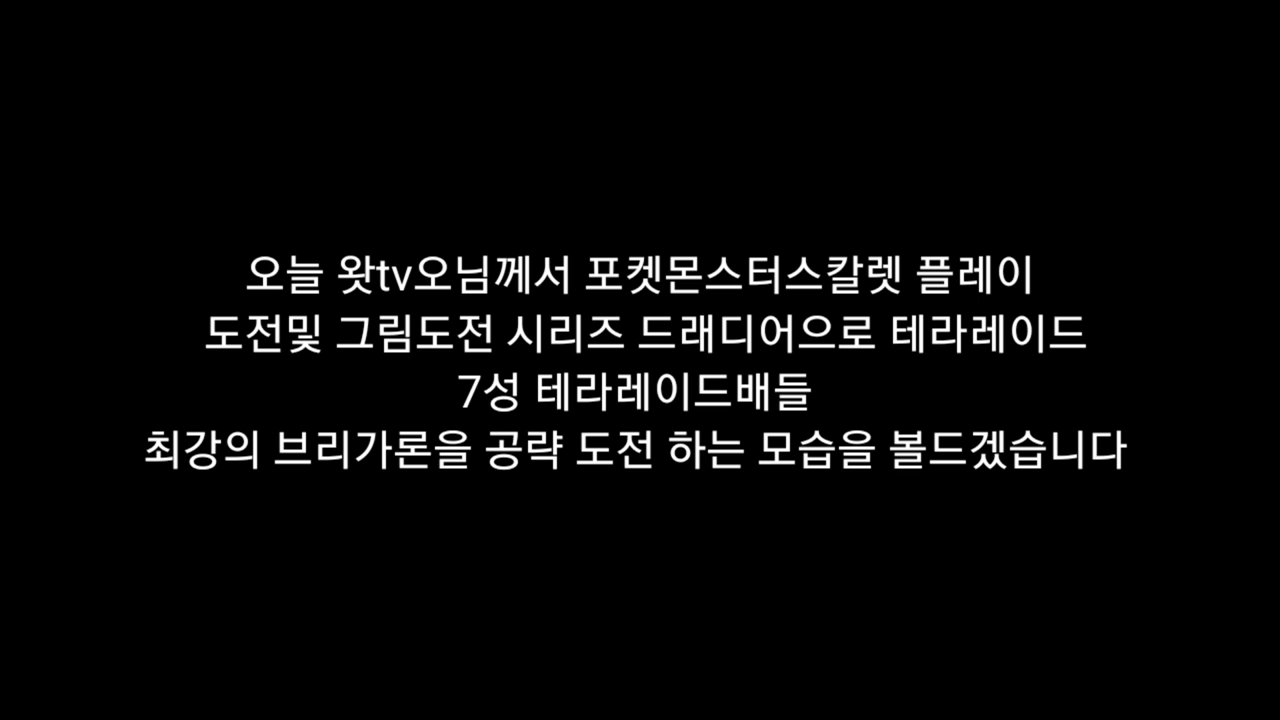 오늘 왓tv오님께서 포켓몬스터스칼렛 플레이
도전및 그림도전 시리즈 드래디어으로 테라레이드
7성 테라레이드배들
최강의 브리가론을 공략 도전 하는 모습을 볼드겠습니다